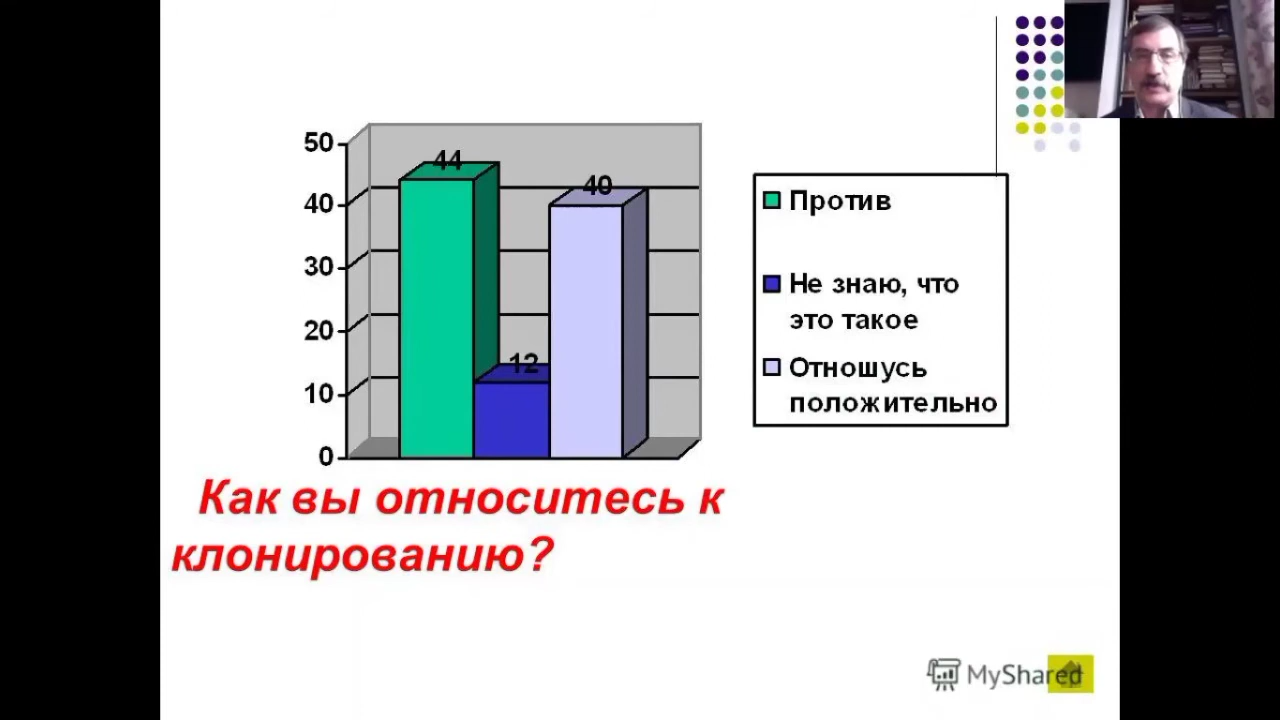 50
40
30
20
10
0
44
12
40
Против
Не знаю, что
это такое
Отношусь
положительно
Как вы относитесь к
клонированию?
MyShared